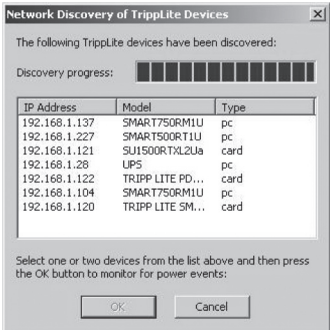 Network Discovery of TrippLite Devices
The following TrippLite devices have been discovered:
Discovery progress:
IP Address Model Type
192.168.1.137 SMART750RM1U pc
192.168.1.227 SMART500RT1U pc
192.168.1.121 SU1500RTXL2Ua card
192.168.1.28 UPS pc
192.168.1.122 TRIPP LITE PD... card
192.168.1.104 SMART750RM1U pc
192.168.1.120 TRIPP LITE SM... card
Select one or two devices from the list above and then press
the OK button to monitor for power events:
OK Cancel